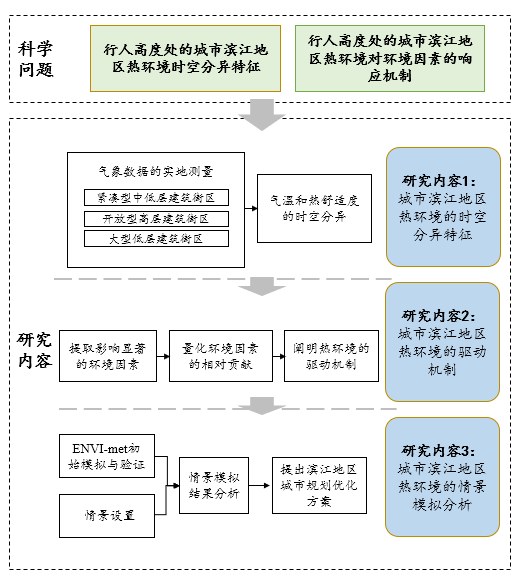 科学
问题
行人高度处的城市滨江地
区热环境时空分异特征
行人高度处的城市滨江地
区热环境对环境因素的响
应机制
研究
内容
气象数据的实地测量
紧凑型中低层建筑街区
开放型高层建筑街区
大型低层建筑街区
气温和热舒适度
的时空分异
研究内容1：
城市滨江地区
热环境的时空
分异特征
提取影响显著
的环境因素
量化环境因素
的相对贡献
阐明热环境的
驱动机制
研究内容2：
城市滨江地区
热环境的驱动
机制
ENVI-met初
始模拟与验证
情景设置
情景模拟
结果分析
提出滨江地区
城市规划优化
方案
研究内容3：
城市滨江地区
热环境的情景
模拟分析